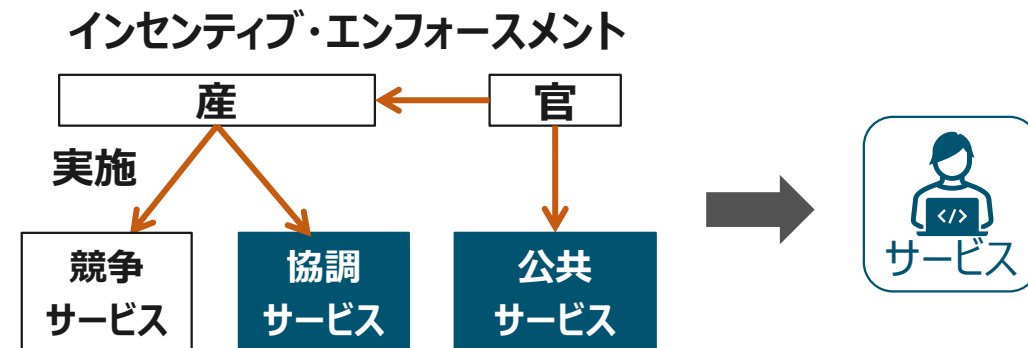 インセンティブ・エンフォースメント
産
官
実施
競争
サービス
協調
サービス
公共
サービス
</>
サービス